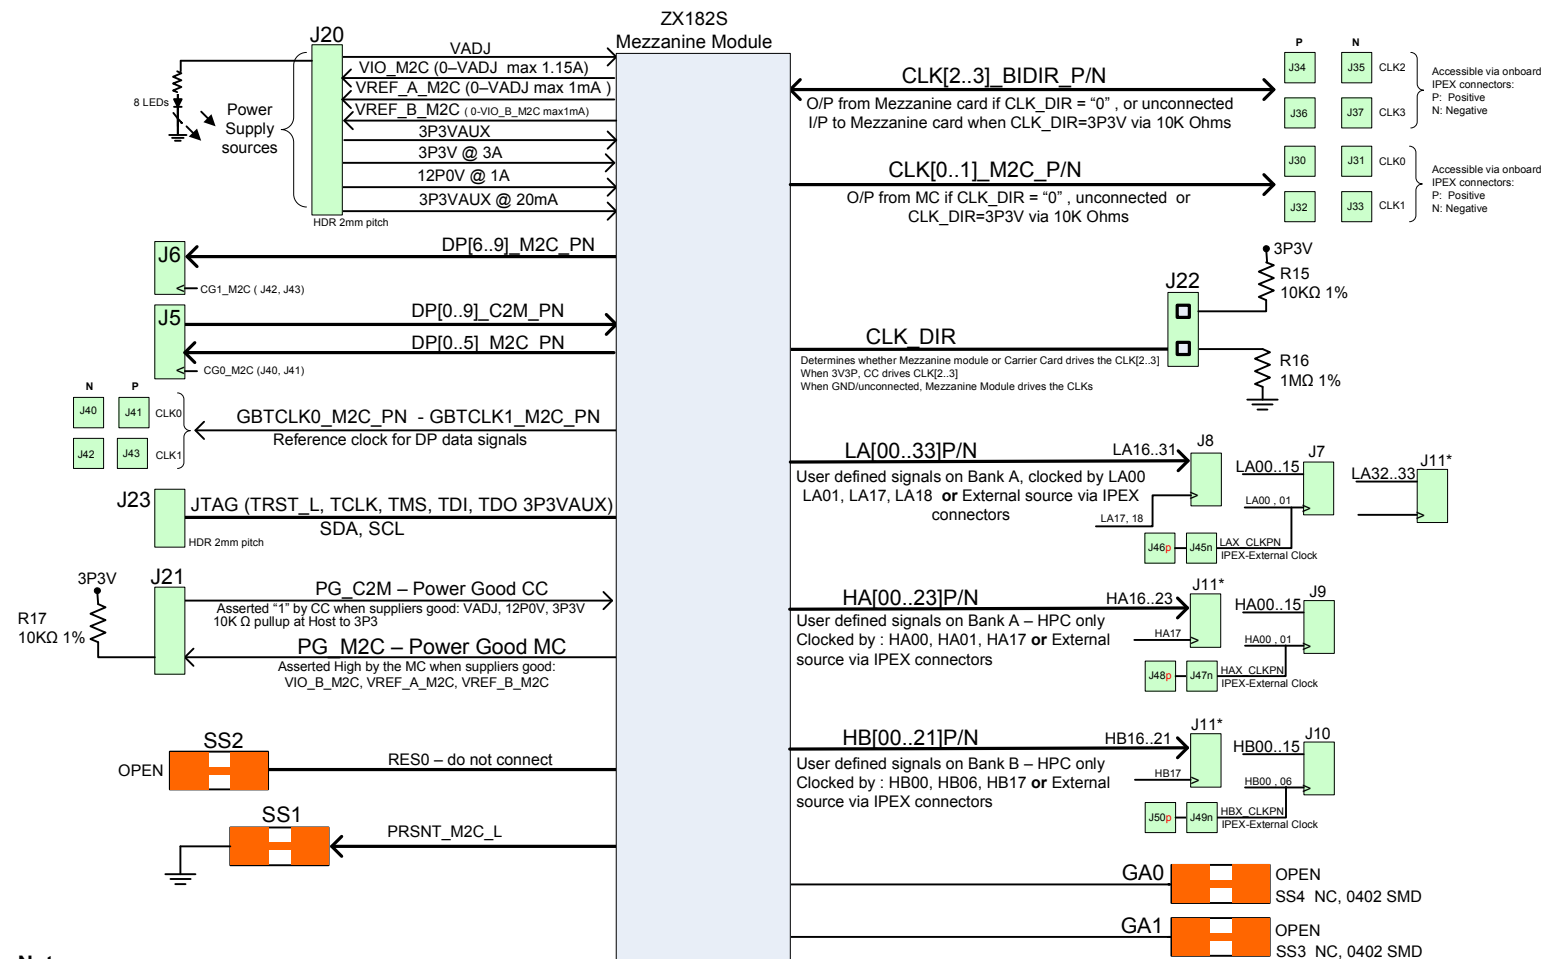 ZX182S
Mezzanine Module
J20
VADJ
VIO_M2C (0–VADJ max 1.15A)
VREF_A_M2C (0–VADJ max 1mA )
VREF_B_M2C ( 0-VIO_B_M2C max1mA)
3P3VAUX
3P3V @ 3A
12P0V @ 1A
3P3VAUX @ 20mA
HDR 2mm pitch
8 LEDs
Power
Supply
sources
J6
DP[6..9]_M2C_PN
CG1_M2C ( J42, J43)
J5
DP[0..9]_C2M_PN
DP[0..5]_M2C_PN
CG0_M2C (J40, J41)
N P
J40 J41 CLK0
J42 J43 CLK1
GBTCLK0_M2C_PN - GBTCLK1_M2C_PN
Reference clock for DP data signals
J23
JTAG (TRST_L, TCLK, TMS, TDI, TDO 3P3VAUX)
SDA, SCL
HDR 2mm pitch
3P3V
J21
R17
10KΩ 1%
PG_C2M – Power Good CC
Asserted “1” by CC when suppliers good: VADJ, 12P0V, 3P3V
10K Ω pullup at Host to 3P3
PG_M2C – Power Good MC
Asserted High by the MC when suppliers good:
VIO_B_M2C, VREF_A_M2C, VREF_B_M2C
SS2
OPEN
RES0 – do not connect
SS1
PRSNT_M2C_L
P N
J34 J35 CLK2
J36 J37 CLK3
Accessible via onboard
IPEX connectors:
P: Positive
N: Negative
CLK[2..3]_BIDIR_P/N
O/P from Mezzanine card if CLK_DIR = “0” , or unconnected
I/P to Mezzanine card when CLK_DIR=3P3V via 10K Ohms
J30 J31 CLK0
J32 J33 CLK1
Accessible via onboard
IPEX connectors:
P: Positive
N: Negative
CLK[0..1]_M2C_P/N
O/P from MC if CLK_DIR = “0” , unconnected or
CLK_DIR=3P3V via 10K Ohms
3P3V
R15
10KΩ 1%
J22
R16
1MΩ 1%
CLK_DIR
Determines whether Mezzanine module or Carrier Card drives the CLK[2..3]
When 3V3P, CC drives CLK[2..3]
When GND/unconnected, Mezzanine Module drives the CLKs
LA[00..33]P/N
LA16..31
J8
User defined signals on Bank A, clocked by LA00
LA01, LA17, LA18 or External source via IPEX
connectors
LA17, 18
J7
LA00..15
LA00 , 01
J11*
LA32..33
J46p J45n LAX_CLKPN
IPEX-External Clock
HA[00..23]P/N
HA16..23
J11*
User defined signals on Bank A – HPC only
Clocked by : HA00, HA01, HA17 or External
source via IPEX connectors
HA17
J9
HA00..15
HA00 , 01
J48p J47n HAX_CLKPN
IPEX-External Clock
HB[00..21]P/N
HB16..21
J11*
User defined signals on Bank B – HPC only
Clocked by : HB00, HB06, HB17 or External
source via IPEX connectors
HB17
J10
HB00..15
HB00 , 06
J50p J49n HBX_CLKPN
IPEX-External Clock
GA0
OPEN
SS4 NC, 0402 SMD
GA1
OPEN
SS3 NC, 0402 SMD